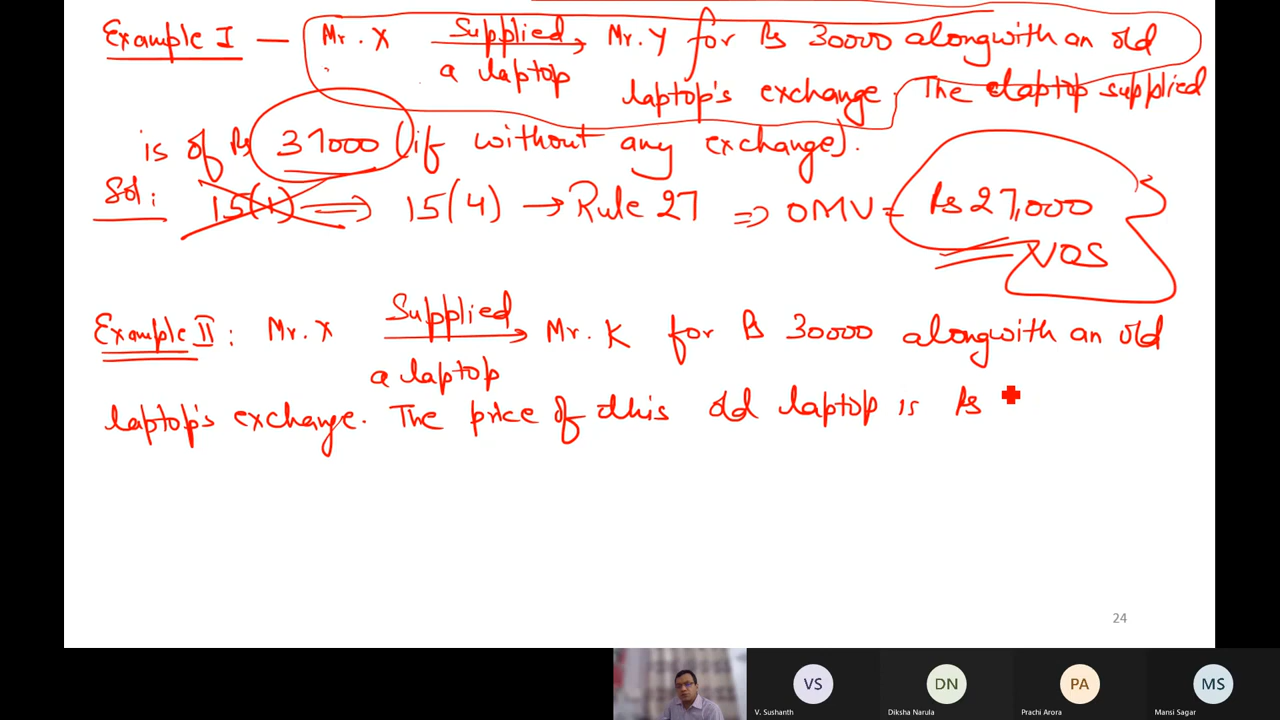 Example I — Mr. X Supplied → Mr. Y for Rs 30000 alongwith an old
a laptop laptop's exchange. The laptop supplied
is of Rs 37000 (if without any exchange).
Sol: 15(1) ⇒ 15(4) → Rule 27 ⇒ OMV = Rs 27,000
VOS
Example II : Mr. X Supplied → Mr. K for Rs 30000 alongwith an old
a laptop
laptop's exchange. The price of this old laptop is Rs
24
VS DN PA MS
V. Sushanth Diksha Narula Prachi Arora Mansi Sagar